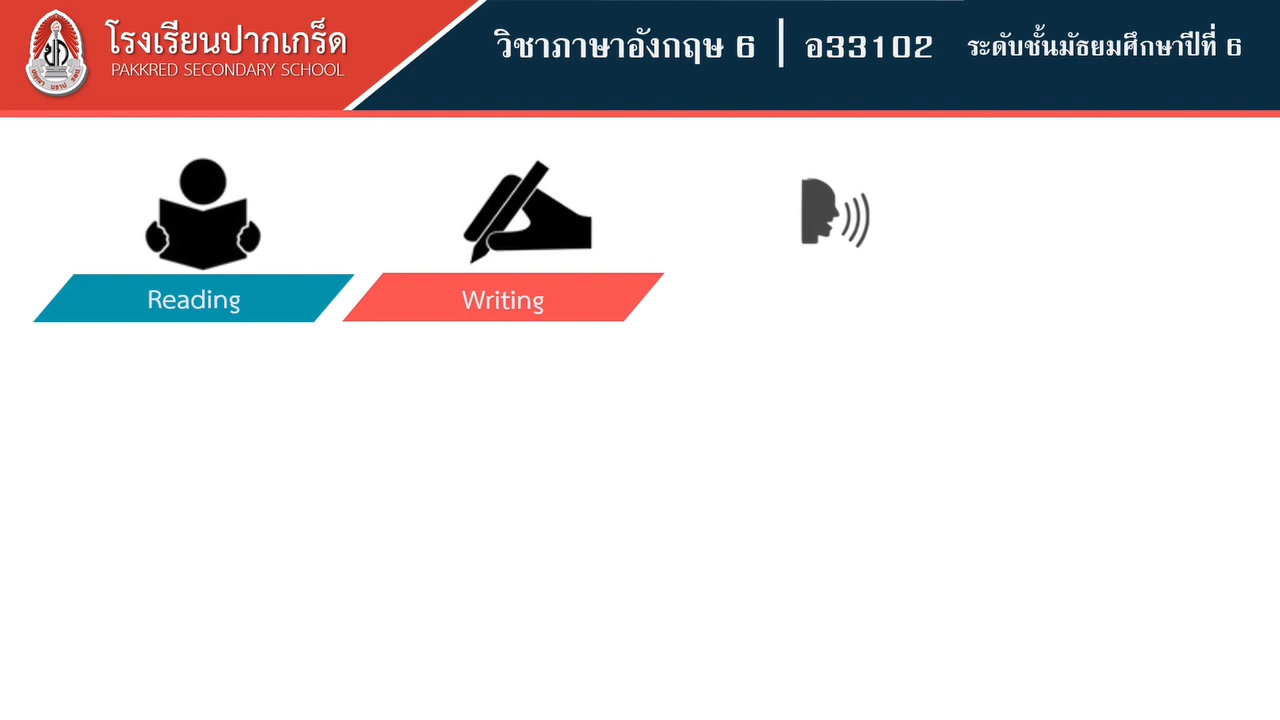 โรงเรียนปากเกร็ด
PAKKRED SECONDARY SCHOOL
วิชาภาษาอังกฤษ 6 | อ33102 ระดับชั้นมัธยมศึกษาปีที่ 6
Reading
Writing